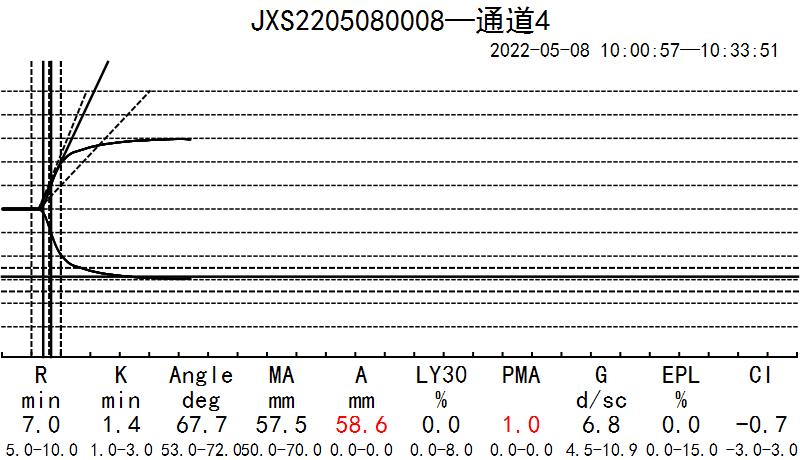 JXS2205080008—通道4
2022-05-08 10:00:57—10:33:51
R K Angle MA A LY30 PMA G EPL CI
min min deg mm mm % d/sc %
7.0 1.4 67.7 57.5 58.6 0.0 1.0 6.8 0.0 -0.7
5.0-10.0 1.0-3.0 53.0-72.0 50.0-70.0 0.0-0.0 0.0-8.0 0.0-0.0 4.5-10.9 0.0-15.0 -3.0-3.0